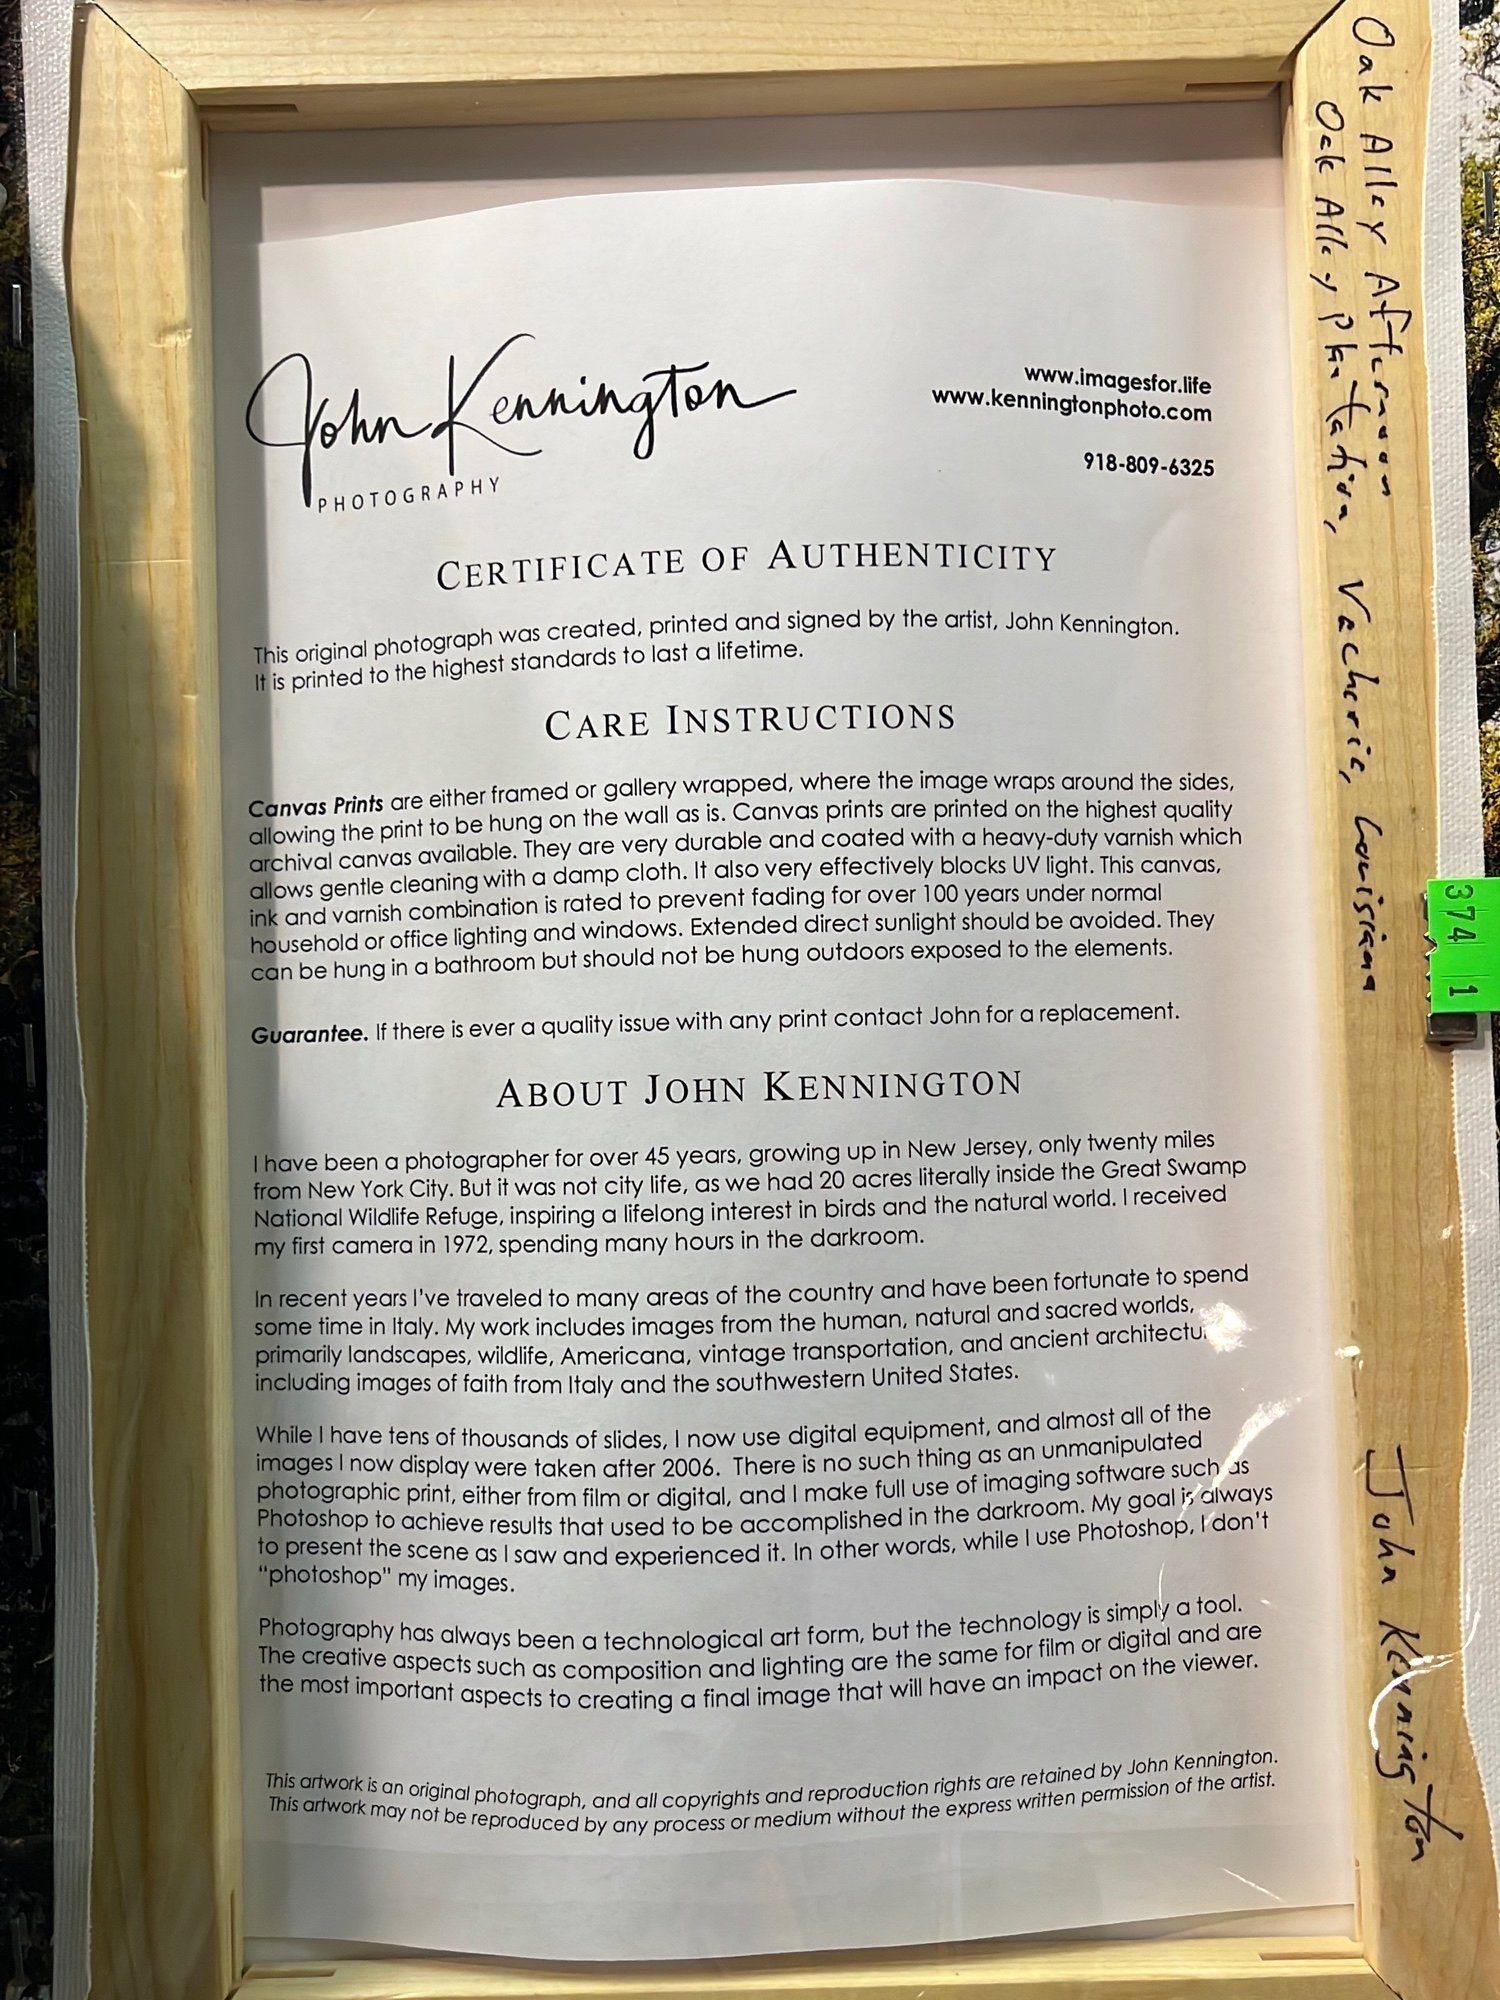 John Kennington
PHOTOGRAPHY
www.imagesfor.life
www.kenningtonphoto.com
918-809-6325
CERTIFICATE OF AUTHENTICITY
This original photograph was created, printed and signed by the artist, John Kennington.
It is printed to the highest standards to last a lifetime.
CARE INSTRUCTIONS
Canvas Prints are either framed or gallery wrapped, where the image wraps around the sides,
allowing the print to be hung on the wall as is. Canvas prints are printed on the highest quality
archival canvas available. They are very durable and coated with a heavy-duty varnish which
allows gentle cleaning with a damp cloth. It also very effectively blocks UV light. This canvas,
ink and varnish combination is rated to prevent fading for over 100 years under normal
household or office lighting and windows. Extended direct sunlight should be avoided. They
can be hung in a bathroom but should not be hung outdoors exposed to the elements.
Guarantee. If there is ever a quality issue with any print contact John for a replacement.
ABOUT JOHN KENNINGTON
I have been a photographer for over 45 years, growing up in New Jersey, only twenty miles
from New York City. But it was not city life, as we had 20 acres literally inside the Great Swamp
National Wildlife Refuge, inspiring a lifelong interest in birds and the natural world. I received
my first camera in 1972, spending many hours in the darkroom.
In recent years I've traveled to many areas of the country and have been fortunate to spend
some time in Italy. My work includes images from the human, natural and sacred worlds,
primarily landscapes, wildlife, Americana, vintage transportation, and ancient architectu
including images of faith from Italy and the southwestern United States.
While I have tens of thousands of slides, I now use digital equipment, and almost all of the
images I now display were taken after 2006. There is no such thing as an unmanipulated
photographic print, either from film or digital, and I make full use of imaging software such as
Photoshop to achieve results that used to be accomplished in the darkroom. My goal is always
to present the scene as I saw and experienced it. In other words, while I use Photoshop, I don't
"photoshop" my images.
Photography has always been a technological art form, but the technology is simply a tool.
The creative aspects such as composition and lighting are the same for film or digital and are
the most important aspects to creating a final image that will have an impact on the viewer.
This artwork is an original photograph, and all copyrights and reproduction rights are retained by John Kennington.
This artwork may not be reproduced by any process or medium without the express written permission of the artist.
Oak Alley Afternoon
Oak Alley Plantation, Vacherie, Louisiana
John Kennington
374 1